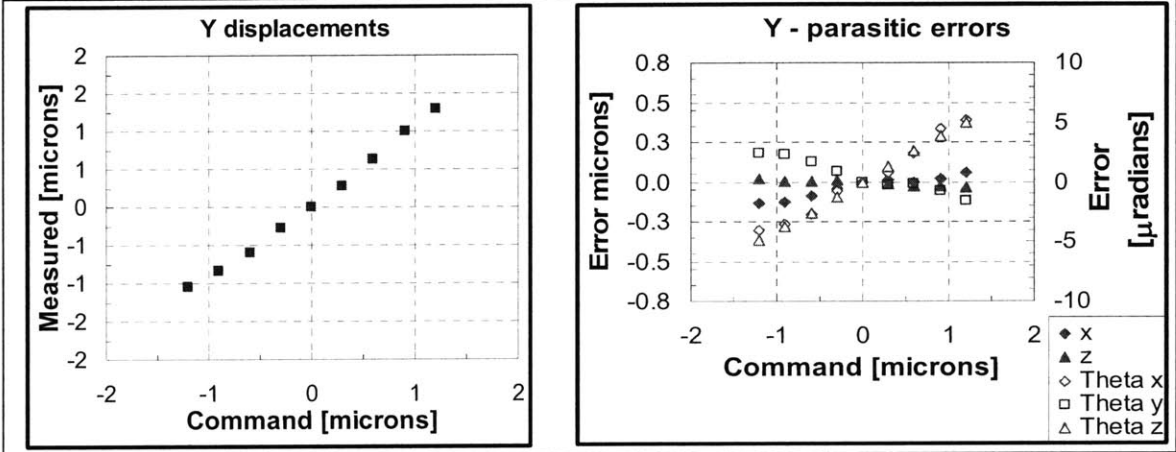 Y displacements
Measured [microns]
2
2
1
1
0
-1
-1
-2
-2
-2
-1
0
1
2
Command [microns]
Y - parasitic errors
Error microns
0.8
0.5
0.3
0.0
-0.3
-0.5
-0.8
10
5
0
-5
-10
Error
[μradians]
-2
-1
0
1
2
Command [microns]
x
z
Theta x
Theta y
Theta z